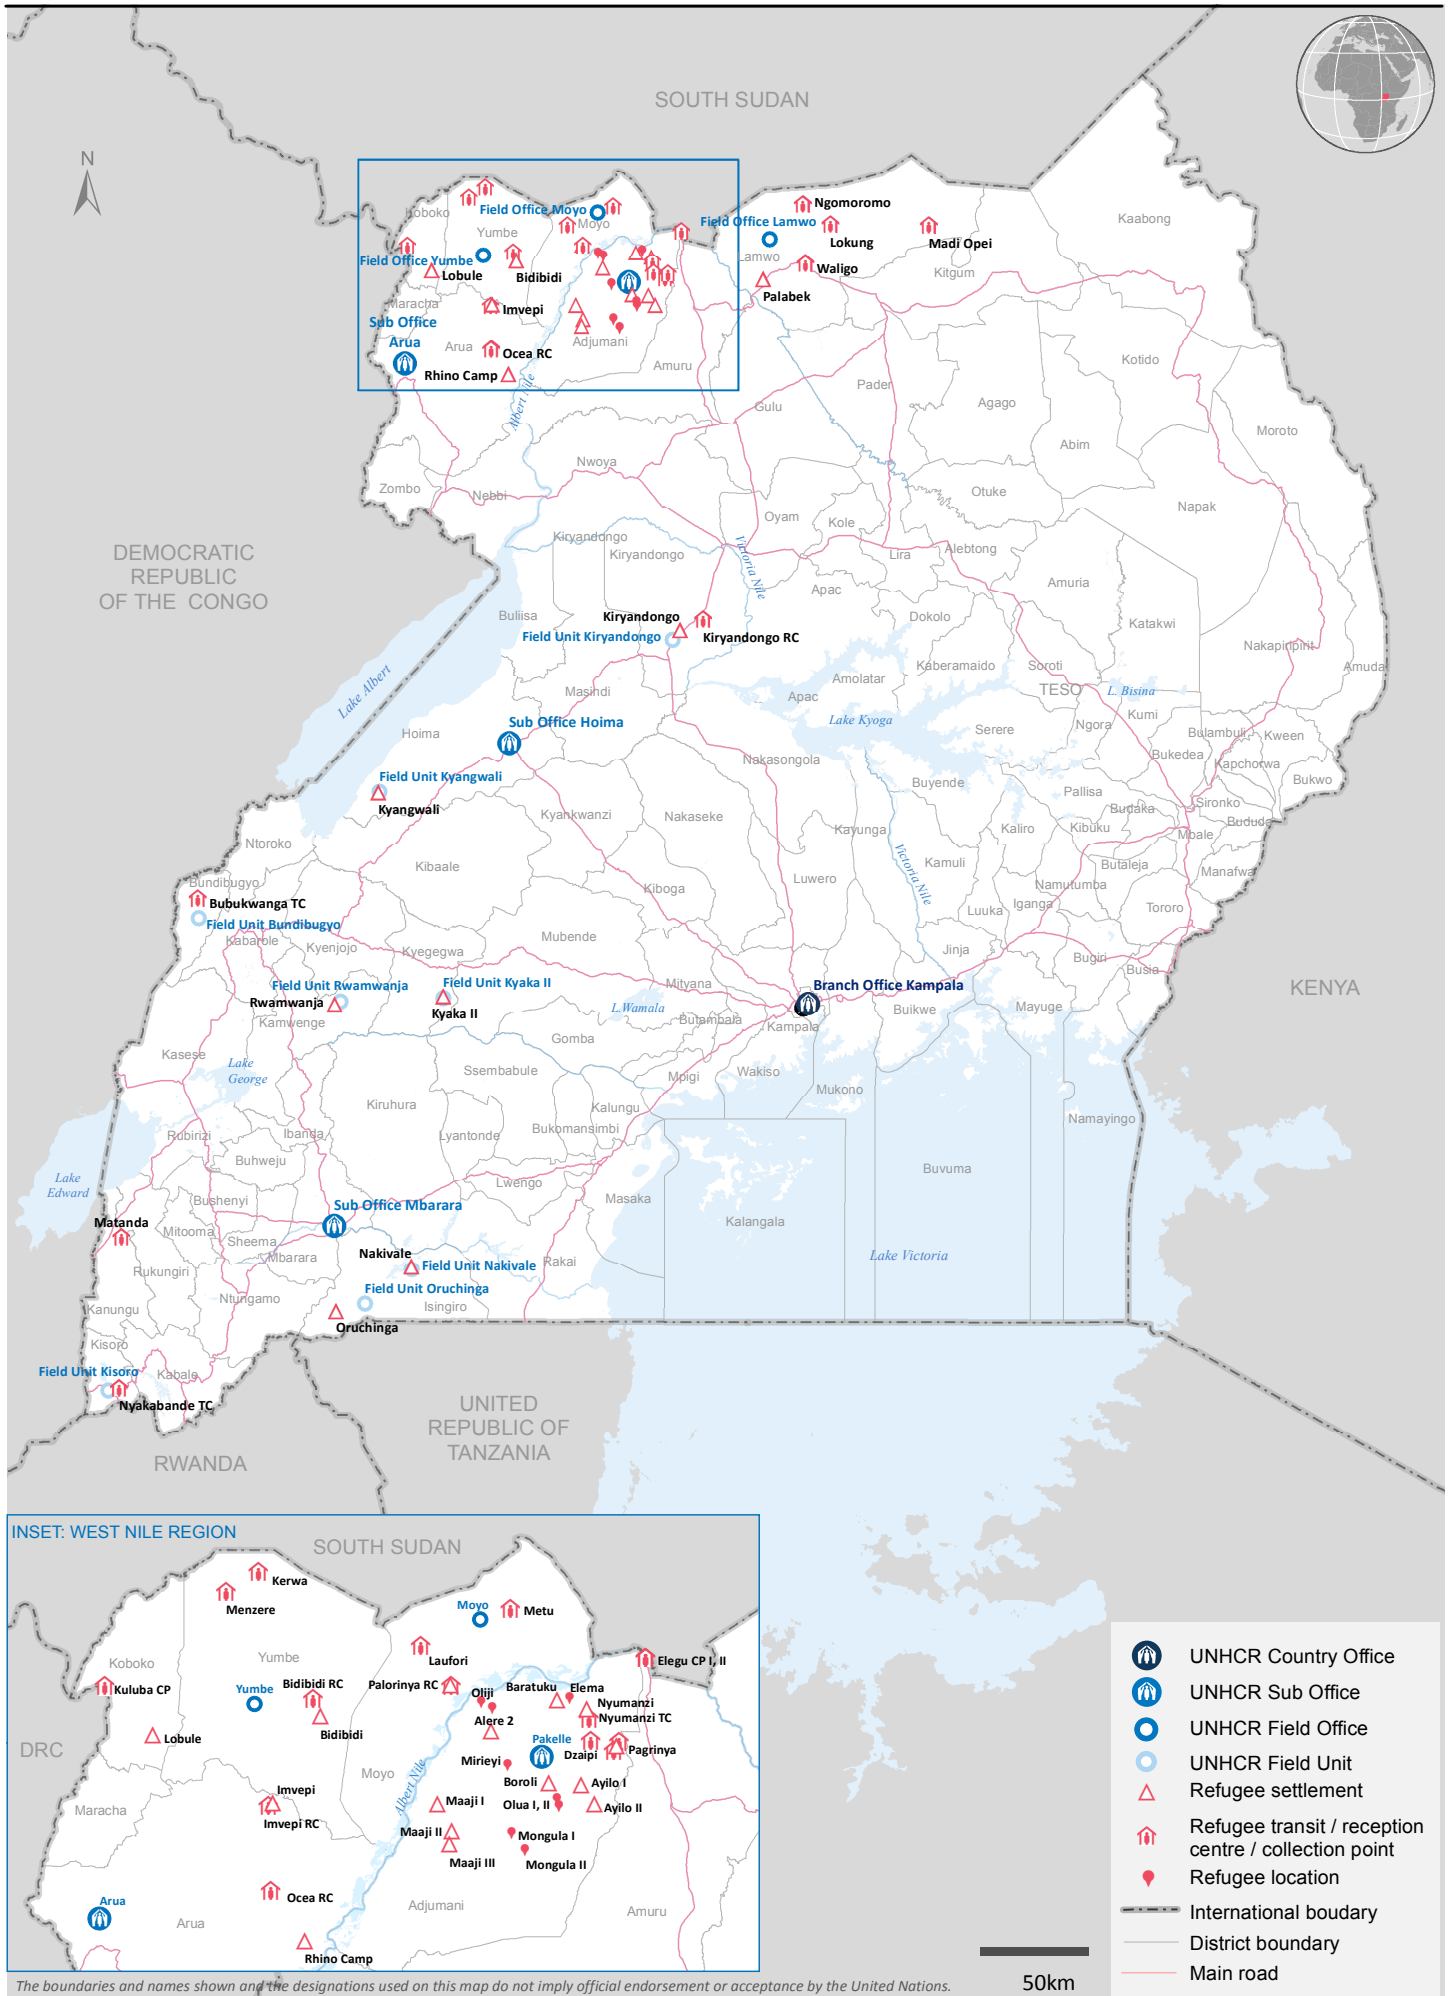 SOUTH SUDAN
N
Koboko
Field Office Moyo
Moyo
Yumbe
Field Office Yumbe
Lobule
Bidibidi
Maracha
Imvepi
Sub Office
Arua
Arua
Ocea RC
Rhino Camp
Adjumani
Amuru
Albert Nile
Field Office Lamwo
Lamwo
Ngomoromo
Lokung
Madi Opei
Waligo
Palabek
Kitgum
Kaabong
Kotido
Pader
Agago
Abim
Moroto
Gulu
Nwoya
Zombo
Nebbi
Otuke
Napak
Oyam
Kole
Lira
Alebtong
Kiryandongo
Kiryandongo
Victoria Nile
DEMOCRATIC
REPUBLIC
OF THE CONGO
Buliisa
Apac
Amuria
Dokolo
Katakwi
Kiryandongo
Field Unit Kiryandongo
Kiryandongo RC
Nakapiripirit
Amuda
Kaberamaido
Soroti
TESO
L. Bisina
Amolatar
Apac
Lake Kyoga
Masindi
Lake Albert
Kumi
Ngora
Serere
Bulambuli
Kween
Bukedea
Kapchorwa
Bukwo
Sub Office Hoima
Hoima
Nakasongola
Buyende
Pallisa
Budaka
Sironko
Bududa
Mbale
Field Unit Kyangwali
Kyangwali
Kyankwanzi
Nakaseke
Kayunga
Kaliro
Kibuku
Butaleja
Manafwa
Victoria Nile
Kamuli
Namutumba
Iganga
Luuka
Tororo
Ntoroko
Kibaale
Kiboga
Luwero
Bundibugyo
Bubukwanga TC
Field Unit Bundibugyo
Kabarole
Kyenjojo
Kyegegwa
Mubende
Jinja
Bugiri
Busia
Field Unit Rwamwanja
Rwamwanja
Field Unit Kyaka II
Kyaka II
Mityana
L.Wamala
Branch Office Kampala
KENYA
Butambala
Kampala
Buikwe
Mayuge
Kamwenge
Gomba
Kasese
Lake
George
Ssembabule
Mpigi
Wakiso
Mukono
Kiruhura
Kalungu
Bukomansimbi
Namayingo
Rubirizi
Ibanda
Lyantonde
Buhweju
Buvuma
Lake
Edward
Bushenyi
Lwengo
Masaka
Kalangala
Sub Office Mbarara
Matanda
Mitooma
Sheema
Mbarara
Nakivale
Field Unit Nakivale
Rakai
Lake Victoria
Rukungiri
Field Unit Oruchinga
Isingiro
Ntungamo
Kanungu
Oruchinga
Kisoro
Field Unit Kisoro
Kabale
Nyakabande TC
UNITED
REPUBLIC OF
TANZANIA
RWANDA
INSET: WEST NILE REGION
SOUTH SUDAN
Kerwa
Menzere
Moyo
Metu
Koboko
Yumbe
Laufori
Elegu CP I, II
Kuluba CP
Yumbe
Bidibidi RC
Palorinya RC
Oliji
Baratuku
Elema
Nyumanzi
Nyumanzi TC
Bidibidi
Alere 2
Lobule
DRC
Pakelle
Dzaipi
Pagrinya
Mirieyi
Moyo
Albert Nile
Boroli
Ayilo I
Imvepi
Maracha
Imvepi RC
Maaji I
Olua I, II
Ayilo II
Maaji II
Mongula I
Maaji III
Mongula II
Ocea RC
Arua
Arua
Adjumani
Amuru
Rhino Camp
UNHCR Country Office
UNHCR Sub Office
UNHCR Field Office
UNHCR Field Unit
Refugee settlement
Refugee transit / reception
centre / collection point
Refugee location
International boudary
District boundary
Main road
50km
The boundaries and names shown and the designations used on this map do not imply official endorsement or acceptance by the United Nations.